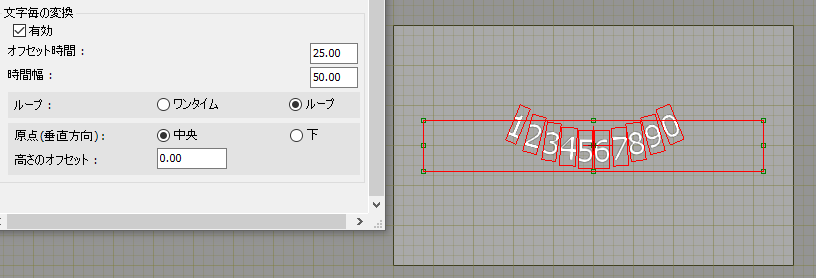 文字毎の変換
有効
オフセット時間： 25.00
時間幅： 50.00
ループ： ワンタイム ループ
原点(垂直方向)： 中央 下
高さのオフセット： 0.00
1234567890